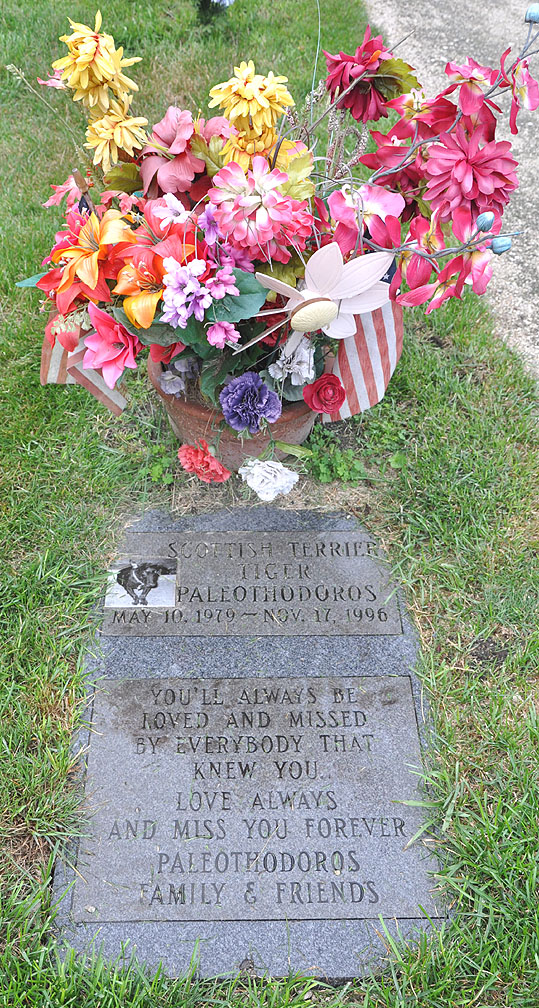 SCOTTISH TERRIER
TIGER
PALEOTHODOROS
MAY 10, 1979 ~ NOV. 17, 1996
YOU'LL ALWAYS BE
LOVED AND MISSED
BY EVERYBODY THAT
KNEW YOU..
LOVE ALWAYS
AND MISS YOU FOREVER
PALEOTHODOROS
FAMILY & FRIENDS